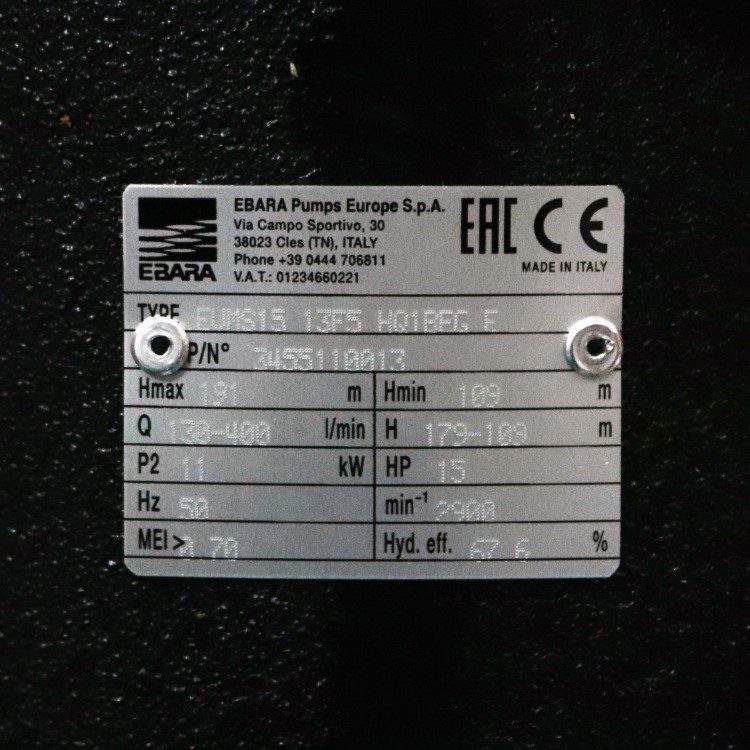 EBARA
EBARA Pumps Europe S.p.A.
Via Campo Sportivo, 30
38023 Cles (TN), ITALY
Phone +39 0444 706811
V.A.T.: 01234660221
EAC CE
MADE IN ITALY
TYPE EVMS15 13F5 HQ1BEG E
P/N° 3455110013
Hmax 191 m Hmin 109 m
Q 130-400 l/min H 179-109 m
P2 11 kW HP 15
Hz 50 min-1 2900
MEI > 0.70 Hyd. eff. 67.6 %